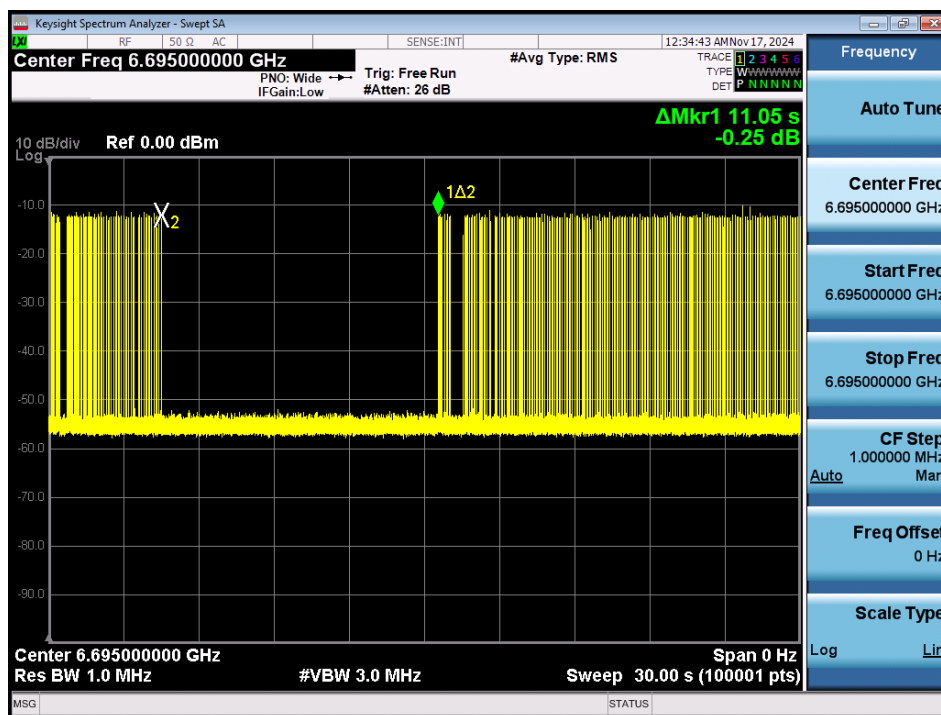 Keysight Spectrum Analyzer - Swept SA
LXI RF 50 Ω AC SENSE:INT 12:34:43 AM Nov 17, 2024
Center Freq 6.695000000 GHz
PNO: Wide
IFGain:Low
Trig: Free Run
#Atten: 26 dB
#Avg Type: RMS
TRACE 1 2 3 4 5 6
TYPE WWWWWW
DET P N N N N N
ΔMkr1 11.05 s
-0.25 dB
10 dB/div
Log
Ref 0.00 dBm
-10.0
-20.0
-30.0
-40.0
-50.0
-60.0
-70.0
-80.0
-90.0
X2
1Δ2
Center 6.695000000 GHz
Span 0 Hz
Res BW 1.0 MHz
#VBW 3.0 MHz
Sweep 30.00 s (100001 pts)
MSG
STATUS
Frequency
Auto Tune
Center Freq
6.695000000 GHz
Start Freq
6.695000000 GHz
Stop Freq
6.695000000 GHz
CF Step
1.000000 MHz
Auto Man
Freq Offset
0 Hz
Scale Type
Log Lin